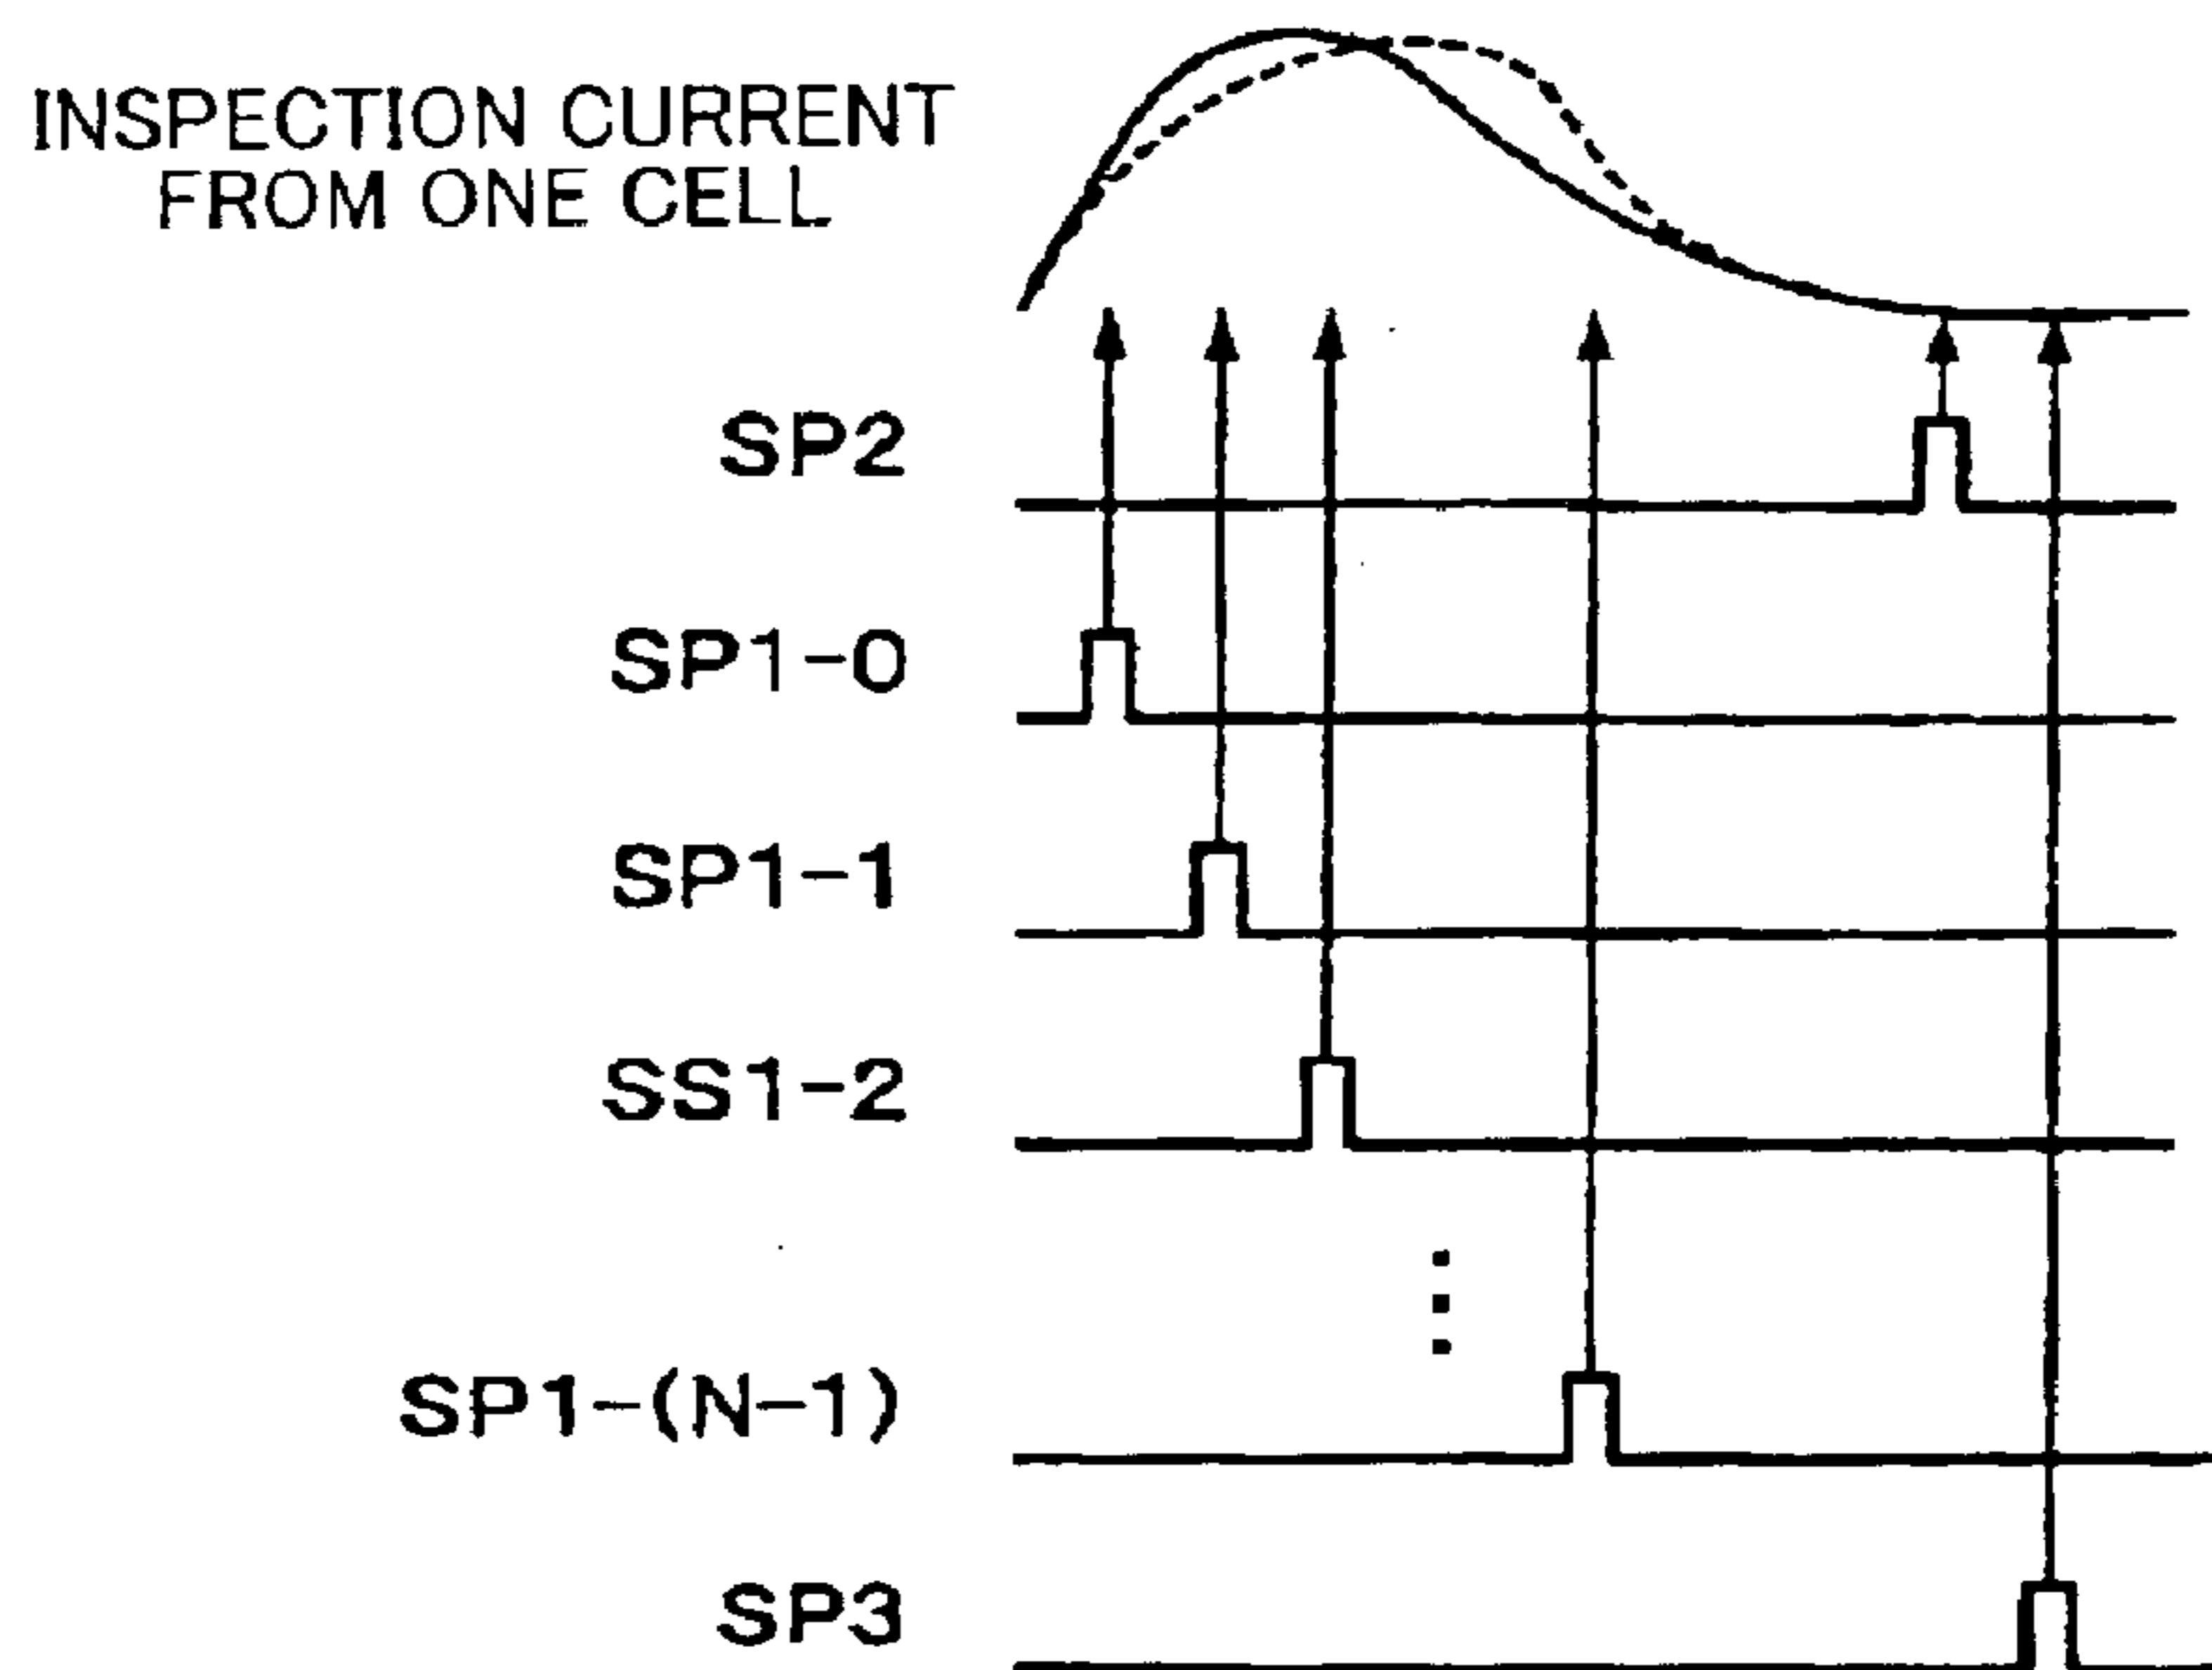 INSPECTION CURRENT
FROM ONE CELL
SP2
SP1-0
SP1-1
SS1-2
SP1-(N-1)
SP3